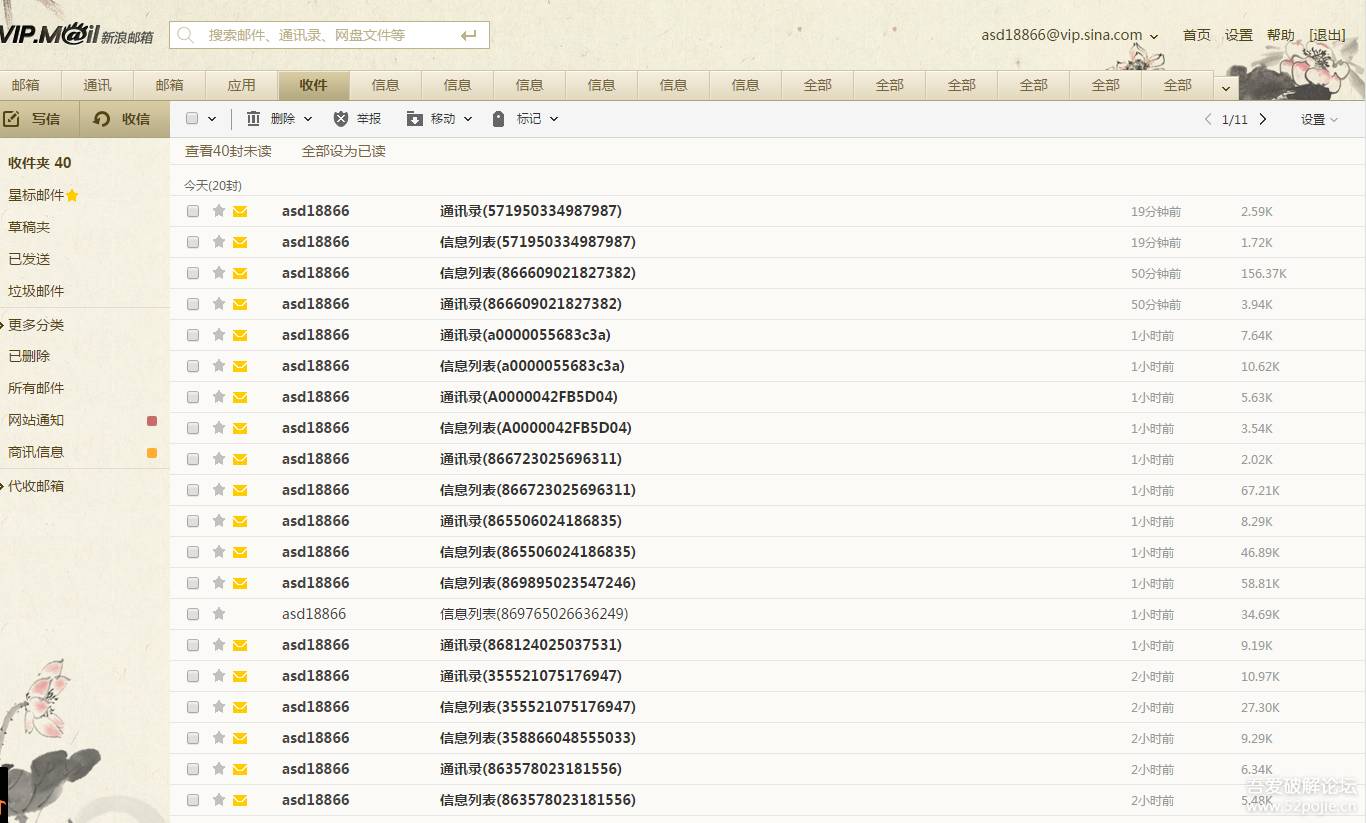 VIP.M@il 新浪邮箱
搜索邮件、通讯录、网盘文件等
asd18866@vip.sina.com 首页 设置 帮助 [退出]
邮箱 通讯 邮箱 应用 收件 信息 信息 信息 信息 信息 信息 全部 全部 全部 全部 全部 全部
写信 收信 删除 举报 移动 标记 1/11 设置
查看40封未读 全部设为已读
收件夹 40
星标邮件
草稿夹
已发送
垃圾邮件
更多分类
已删除
所有邮件
网站通知
商讯信息
代收邮箱
今天(20封)
asd18866 通讯录(571950334987987) 19分钟前 2.59K
asd18866 信息列表(571950334987987) 19分钟前 1.72K
asd18866 信息列表(866609021827382) 50分钟前 156.37K
asd18866 通讯录(866609021827382) 50分钟前 3.94K
asd18866 通讯录(a0000055683c3a) 1小时前 7.64K
asd18866 信息列表(a0000055683c3a) 1小时前 10.62K
asd18866 通讯录(A0000042FB5D04) 1小时前 5.63K
asd18866 信息列表(A0000042FB5D04) 1小时前 3.54K
asd18866 通讯录(866723025696311) 1小时前 2.02K
asd18866 信息列表(866723025696311) 1小时前 67.21K
asd18866 通讯录(865506024186835) 1小时前 8.29K
asd18866 信息列表(865506024186835) 1小时前 46.89K
asd18866 信息列表(869895023547246) 1小时前 58.81K
asd18866 信息列表(869765026636249) 1小时前 34.69K
asd18866 通讯录(868124025037531) 1小时前 9.19K
asd18866 通讯录(355521075176947) 2小时前 10.97K
asd18866 信息列表(355521075176947) 2小时前 27.30K
asd18866 信息列表(358866048555033) 2小时前 9.29K
asd18866 通讯录(863578023181556) 2小时前 6.34K
asd18866 信息列表(863578023181556) 2小时前 5.48K
吾爱破解论坛
www.52pojie.cn